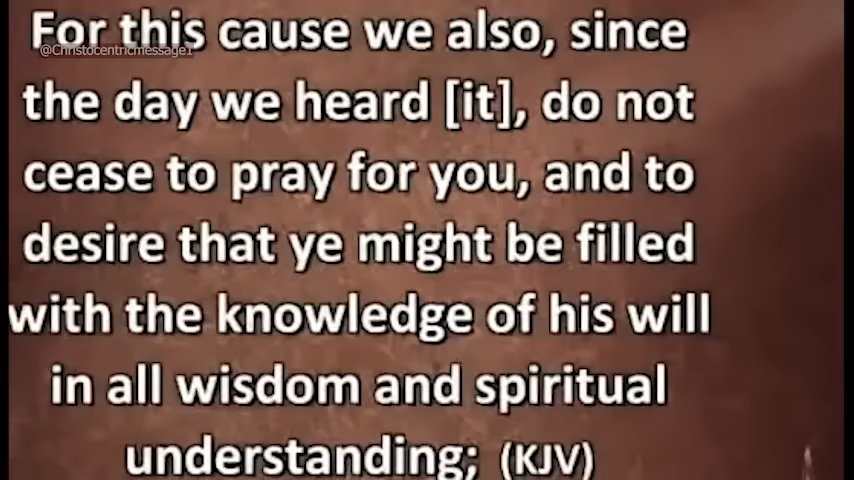 For this cause we also, since
@Christocentricmessage1
the day we heard [it], do not
cease to pray for you, and to
desire that ye might be filled
with the knowledge of his will
in all wisdom and spiritual
understanding; (KJV)